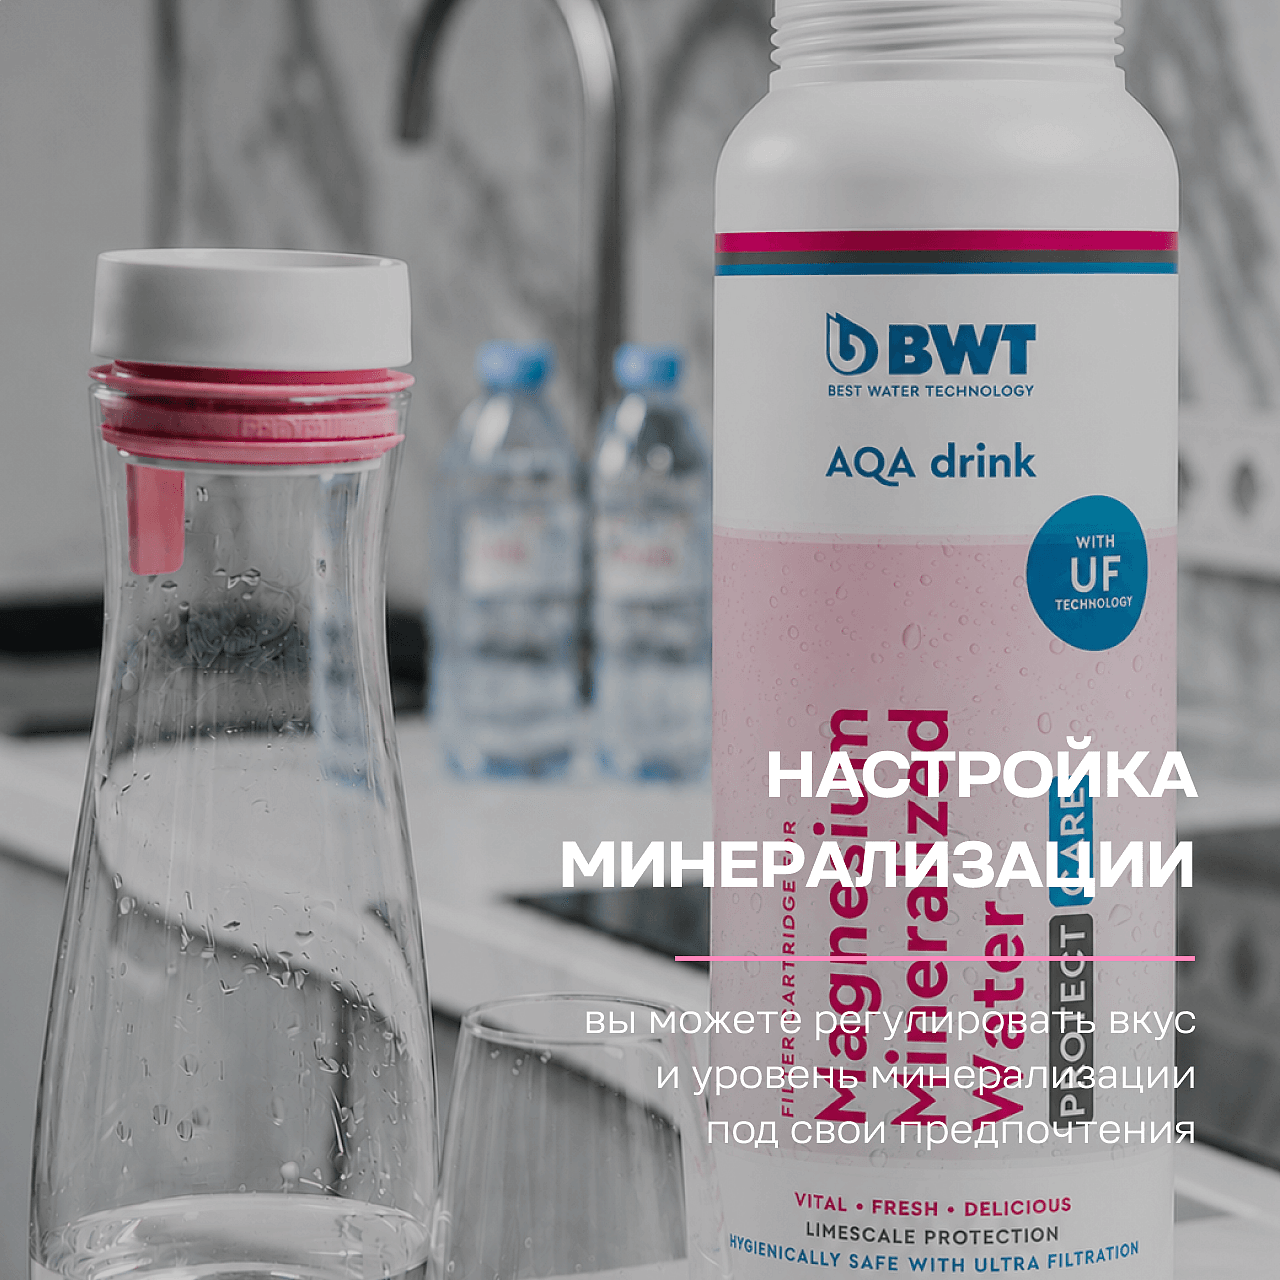 BWT
BEST WATER TECHNOLOGY
AQA drink
WITH
UF
TECHNOLOGY
FILTER CARTRIDGE FOR
Magnesium
Mineralized
Water
PROTECT CARE
НАСТРОЙКА
МИНЕРАЛИЗАЦИИ
вы можете регулировать вкус
и уровень минерализации
под свои предпочтения
VITAL • FRESH • DELICIOUS
LIMESCALE PROTECTION
HYGIENICALLY SAFE WITH ULTRA FILTRATION